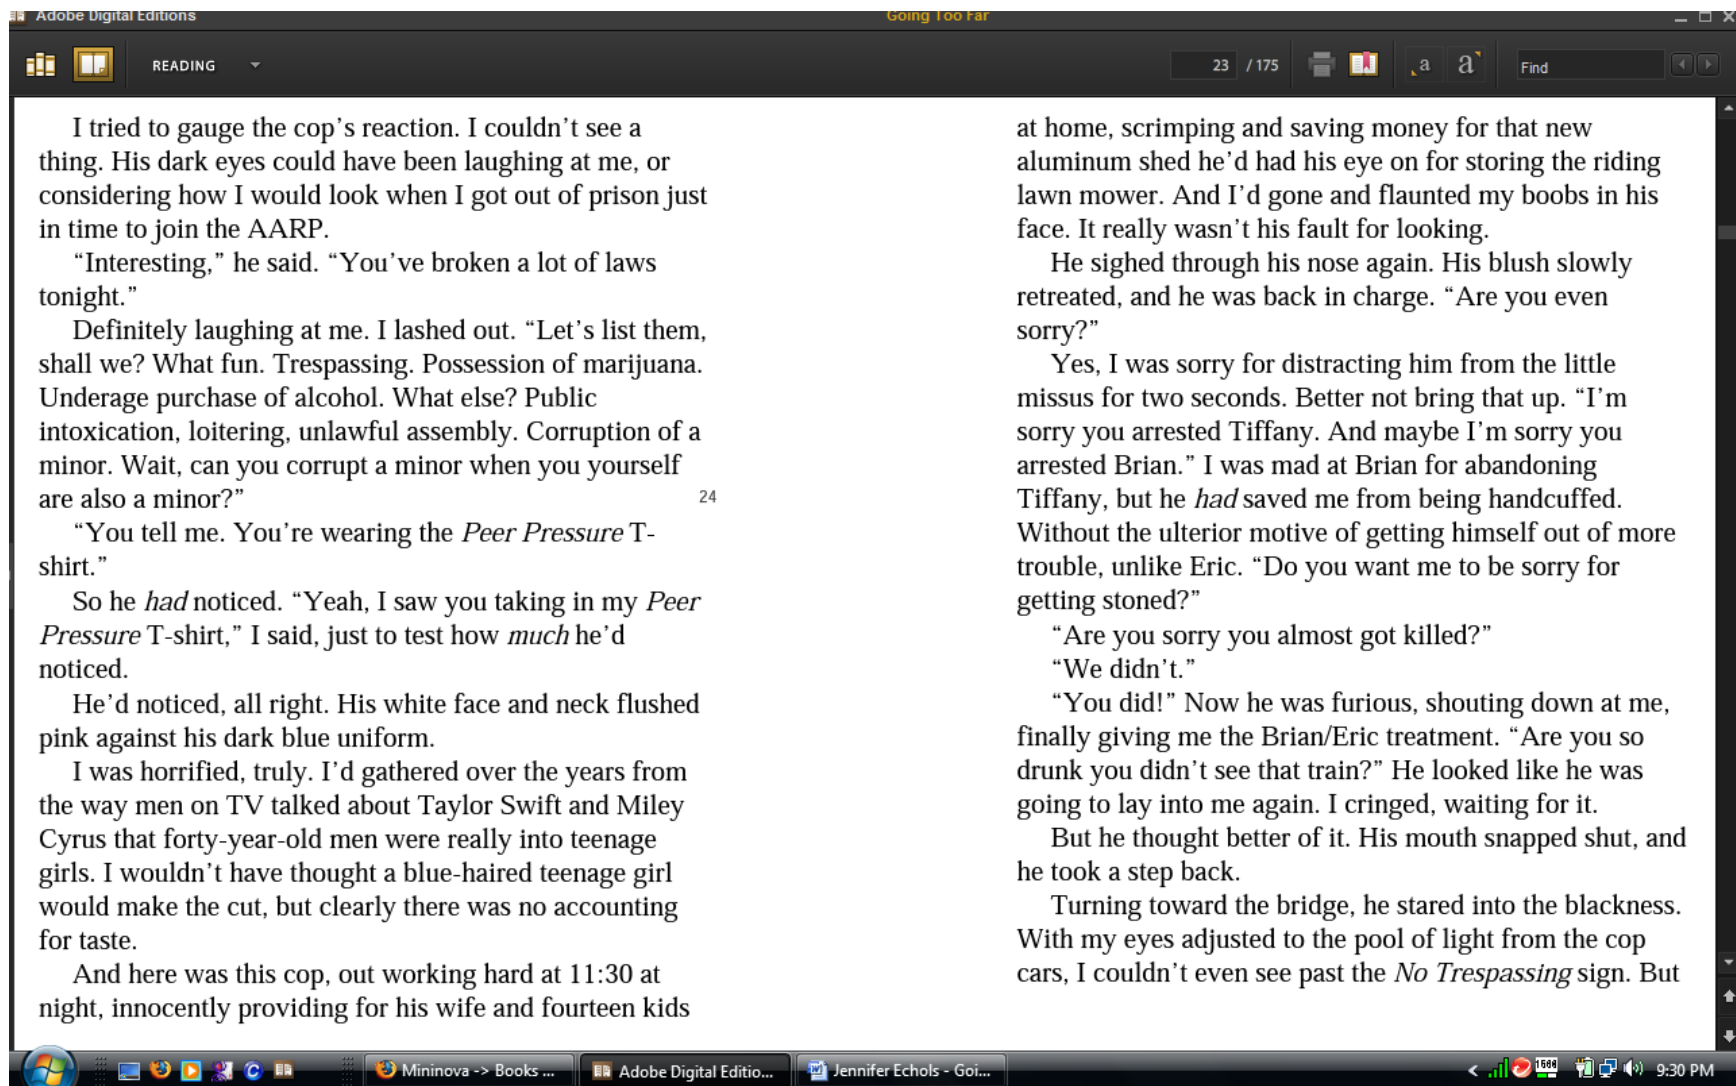 Adobe Digital Editions
Going Too Far
READING
23 / 175
a
a
Find
I tried to gauge the cop’s reaction. I couldn’t see a
thing. His dark eyes could have been laughing at me, or
considering how I would look when I got out of prison just
in time to join the AARP.
“Interesting,” he said. “You’ve broken a lot of laws
tonight.”
Definitely laughing at me. I lashed out. “Let’s list them,
shall we? What fun. Trespassing. Possession of marijuana.
Underage purchase of alcohol. What else? Public
intoxication, loitering, unlawful assembly. Corruption of a
minor. Wait, can you corrupt a minor when you yourself
are also a minor?”
24
“You tell me. You’re wearing the Peer Pressure T-
shirt.”
So he had noticed. “Yeah, I saw you taking in my Peer
Pressure T-shirt,” I said, just to test how much he’d
noticed.
He’d noticed, all right. His white face and neck flushed
pink against his dark blue uniform.
I was horrified, truly. I’d gathered over the years from
the way men on TV talked about Taylor Swift and Miley
Cyrus that forty-year-old men were really into teenage
girls. I wouldn’t have thought a blue-haired teenage girl
would make the cut, but clearly there was no accounting
for taste.
And here was this cop, out working hard at 11:30 at
night, innocently providing for his wife and fourteen kids
at home, scrimping and saving money for that new
aluminum shed he’d had his eye on for storing the riding
lawn mower. And I’d gone and flaunted my boobs in his
face. It really wasn’t his fault for looking.
He sighed through his nose again. His blush slowly
retreated, and he was back in charge. “Are you even
sorry?”
Yes, I was sorry for distracting him from the little
missus for two seconds. Better not bring that up. “I’m
sorry you arrested Tiffany. And maybe I’m sorry you
arrested Brian.” I was mad at Brian for abandoning
Tiffany, but he had saved me from being handcuffed.
Without the ulterior motive of getting himself out of more
trouble, unlike Eric. “Do you want me to be sorry for
getting stoned?”
“Are you sorry you almost got killed?”
“We didn’t.”
“You did!” Now he was furious, shouting down at me,
finally giving me the Brian/Eric treatment. “Are you so
drunk you didn’t see that train?” He looked like he was
going to lay into me again. I cringed, waiting for it.
But he thought better of it. His mouth snapped shut, and
he took a step back.
Turning toward the bridge, he stared into the blackness.
With my eyes adjusted to the pool of light from the cop
cars, I couldn’t even see past the No Trespassing sign. But
Mininova -> Books ...
Adobe Digital Editio...
Jennifer Echols - Goi...
9:30 PM